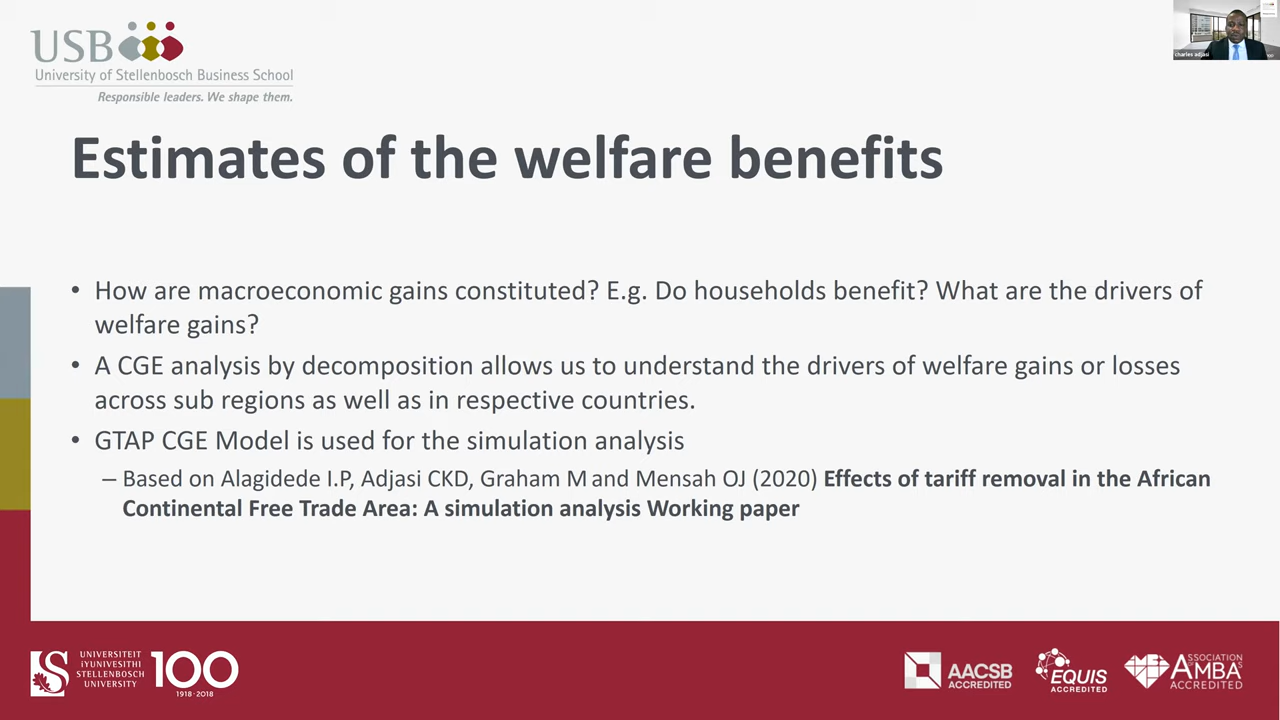 USB
University of Stellenbosch Business School
Responsible leaders. We shape them.
charles adjasi
Estimates of the welfare benefits
• How are macroeconomic gains constituted? E.g. Do households benefit? What are the drivers of
welfare gains?
• A CGE analysis by decomposition allows us to understand the drivers of welfare gains or losses
across sub regions as well as in respective countries.
• GTAP CGE Model is used for the simulation analysis
– Based on Alagidede I.P, Adjasi CKD, Graham M and Mensah OJ (2020) Effects of tariff removal in the African
Continental Free Trade Area: A simulation analysis Working paper
UNIVERSITEIT
iYUNIVESITHI
STELLENBOSCH
UNIVERSITY
100
1918·2018
AACSB
ACCREDITED
EQUIS
ACCREDITED
ASSOCIATION
AMBA
ACCREDITED